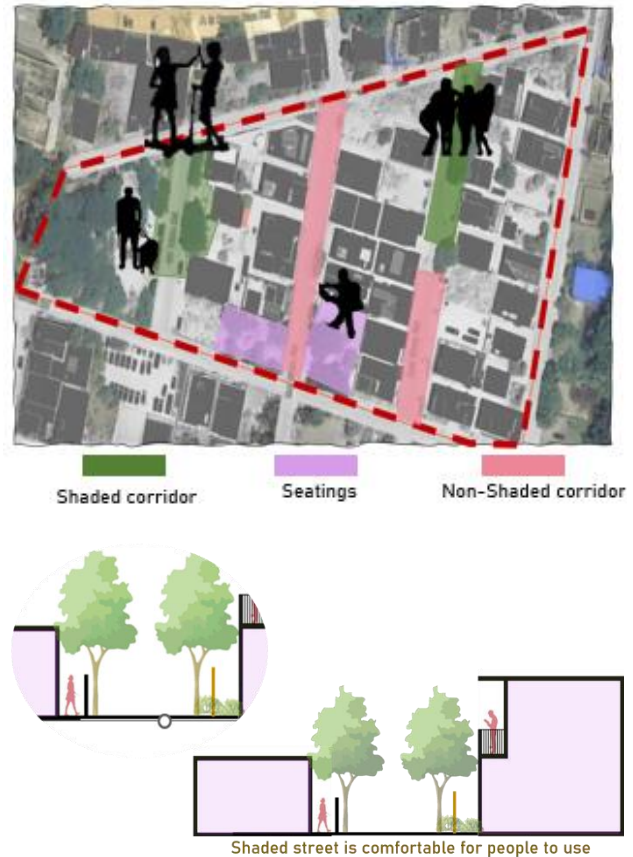 Shaded corridor
Seatings
Non-Shaded corridor
Shaded street is comfortable for people to use